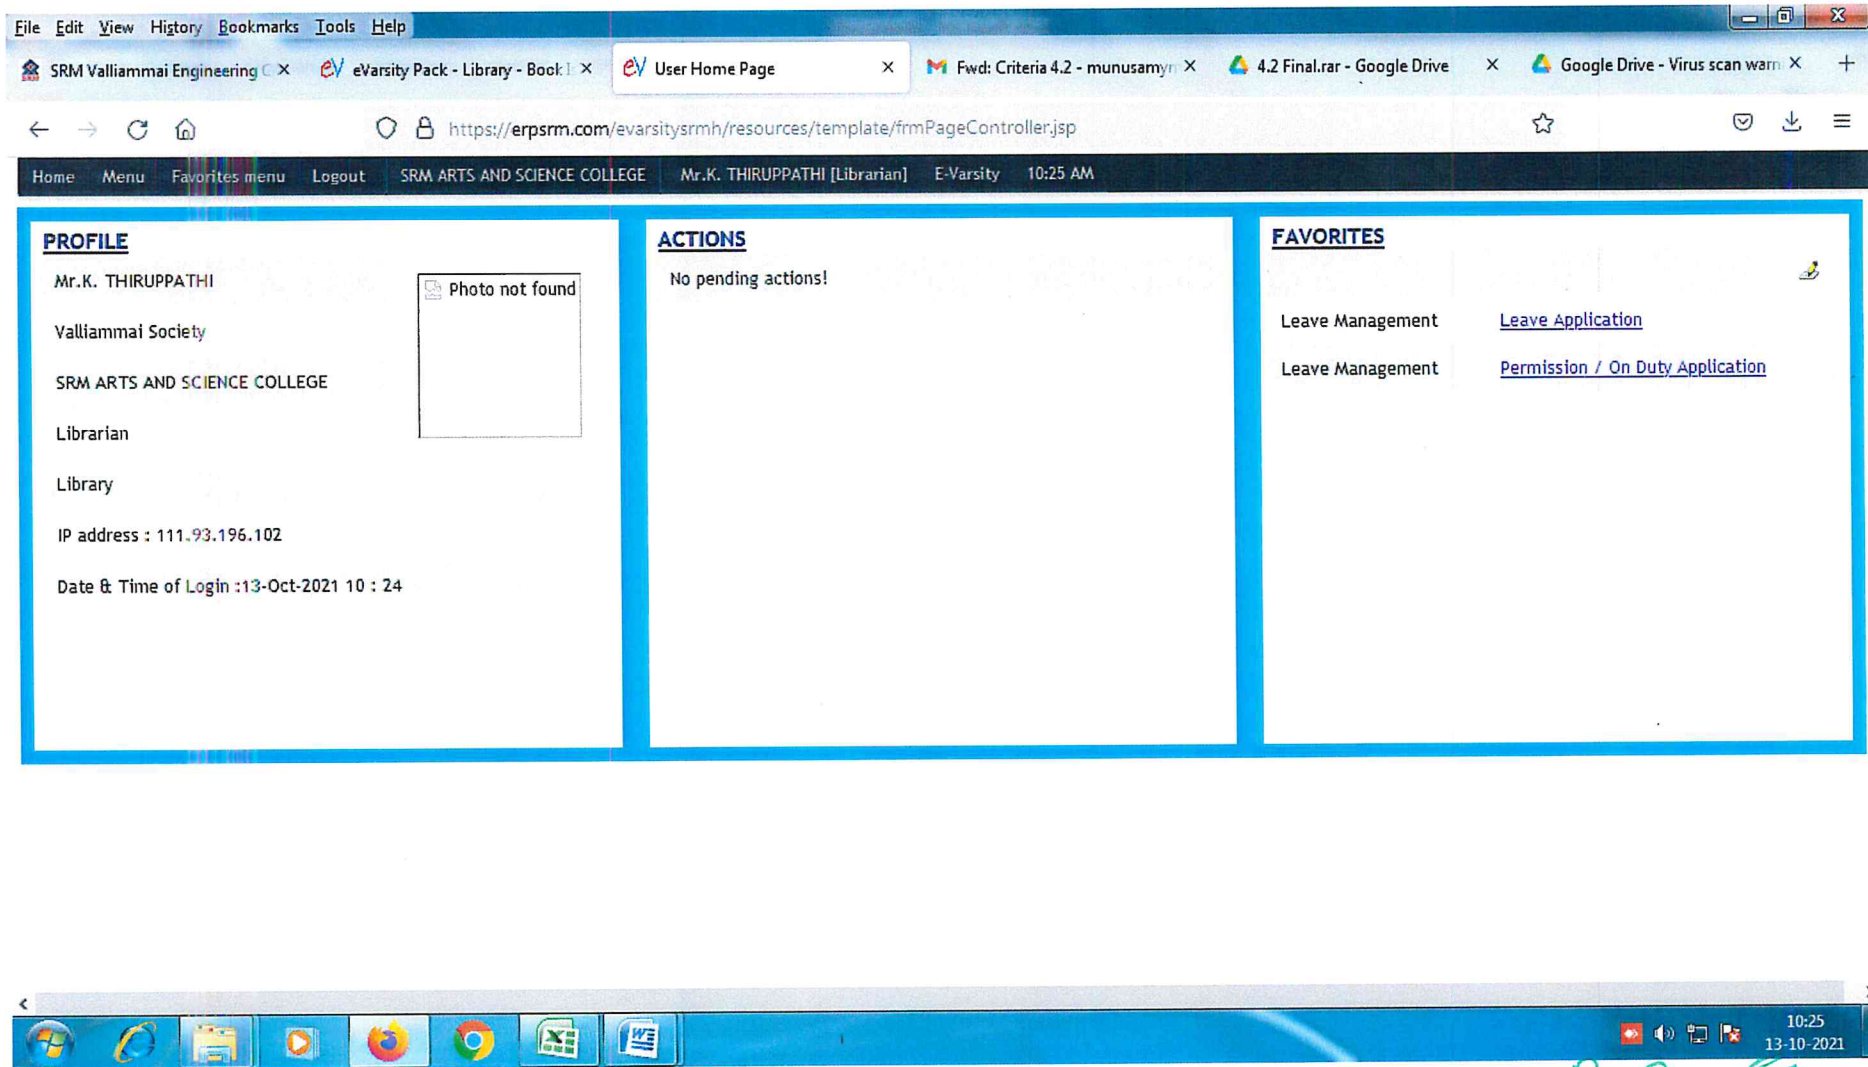 File Edit View History Bookmarks Tools Help
SRM Valliammai Engineering C
eVarsity Pack - Library - Book I
User Home Page
Fwd: Criteria 4.2 - munusamyn
4.2 Final.rar - Google Drive
Google Drive - Virus scan warn
https://erpsrm.com/evarsitysrmh/resources/template/frmPageController.jsp
Home Menu Favorites menu Logout SRM ARTS AND SCIENCE COLLEGE Mr.K. THIRUPPATHI [Librarian] E-Varsity 10:25 AM
PROFILE
Mr.K. THIRUPPATHI
Photo not found
Valliammai Society
SRM ARTS AND SCIENCE COLLEGE
Librarian
Library
IP address : 111.93.196.102
Date & Time of Login :13-Oct-2021 10 : 24
ACTIONS
No pending actions!
FAVORITES
Leave Management Leave Application
Leave Management Permission / On Duty Application
10:25
13-10-2021